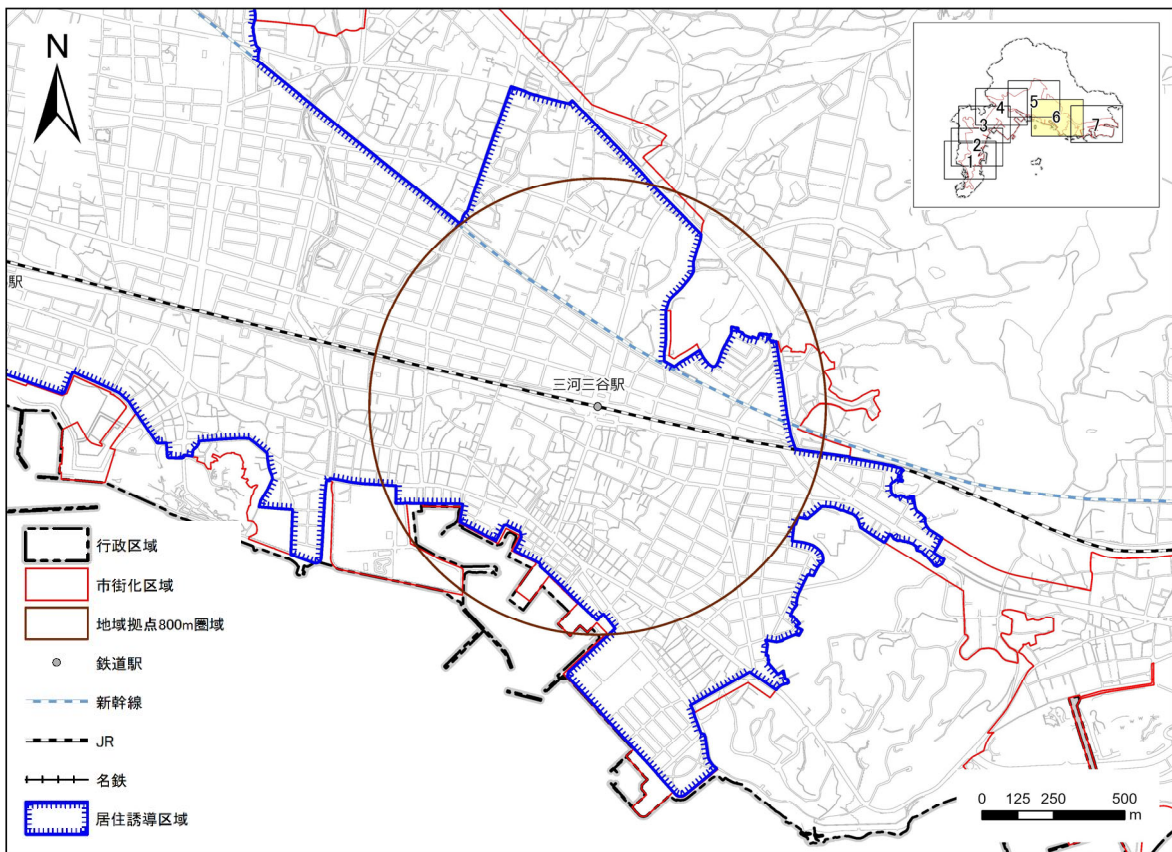 N
5
4
6
3
7
2
1
駅
三河三谷駅
行政区域
市街化区域
地域拠点800m圏域
鉄道駅
新幹線
JR
名鉄
居住誘導区域
0 125 250 500
m